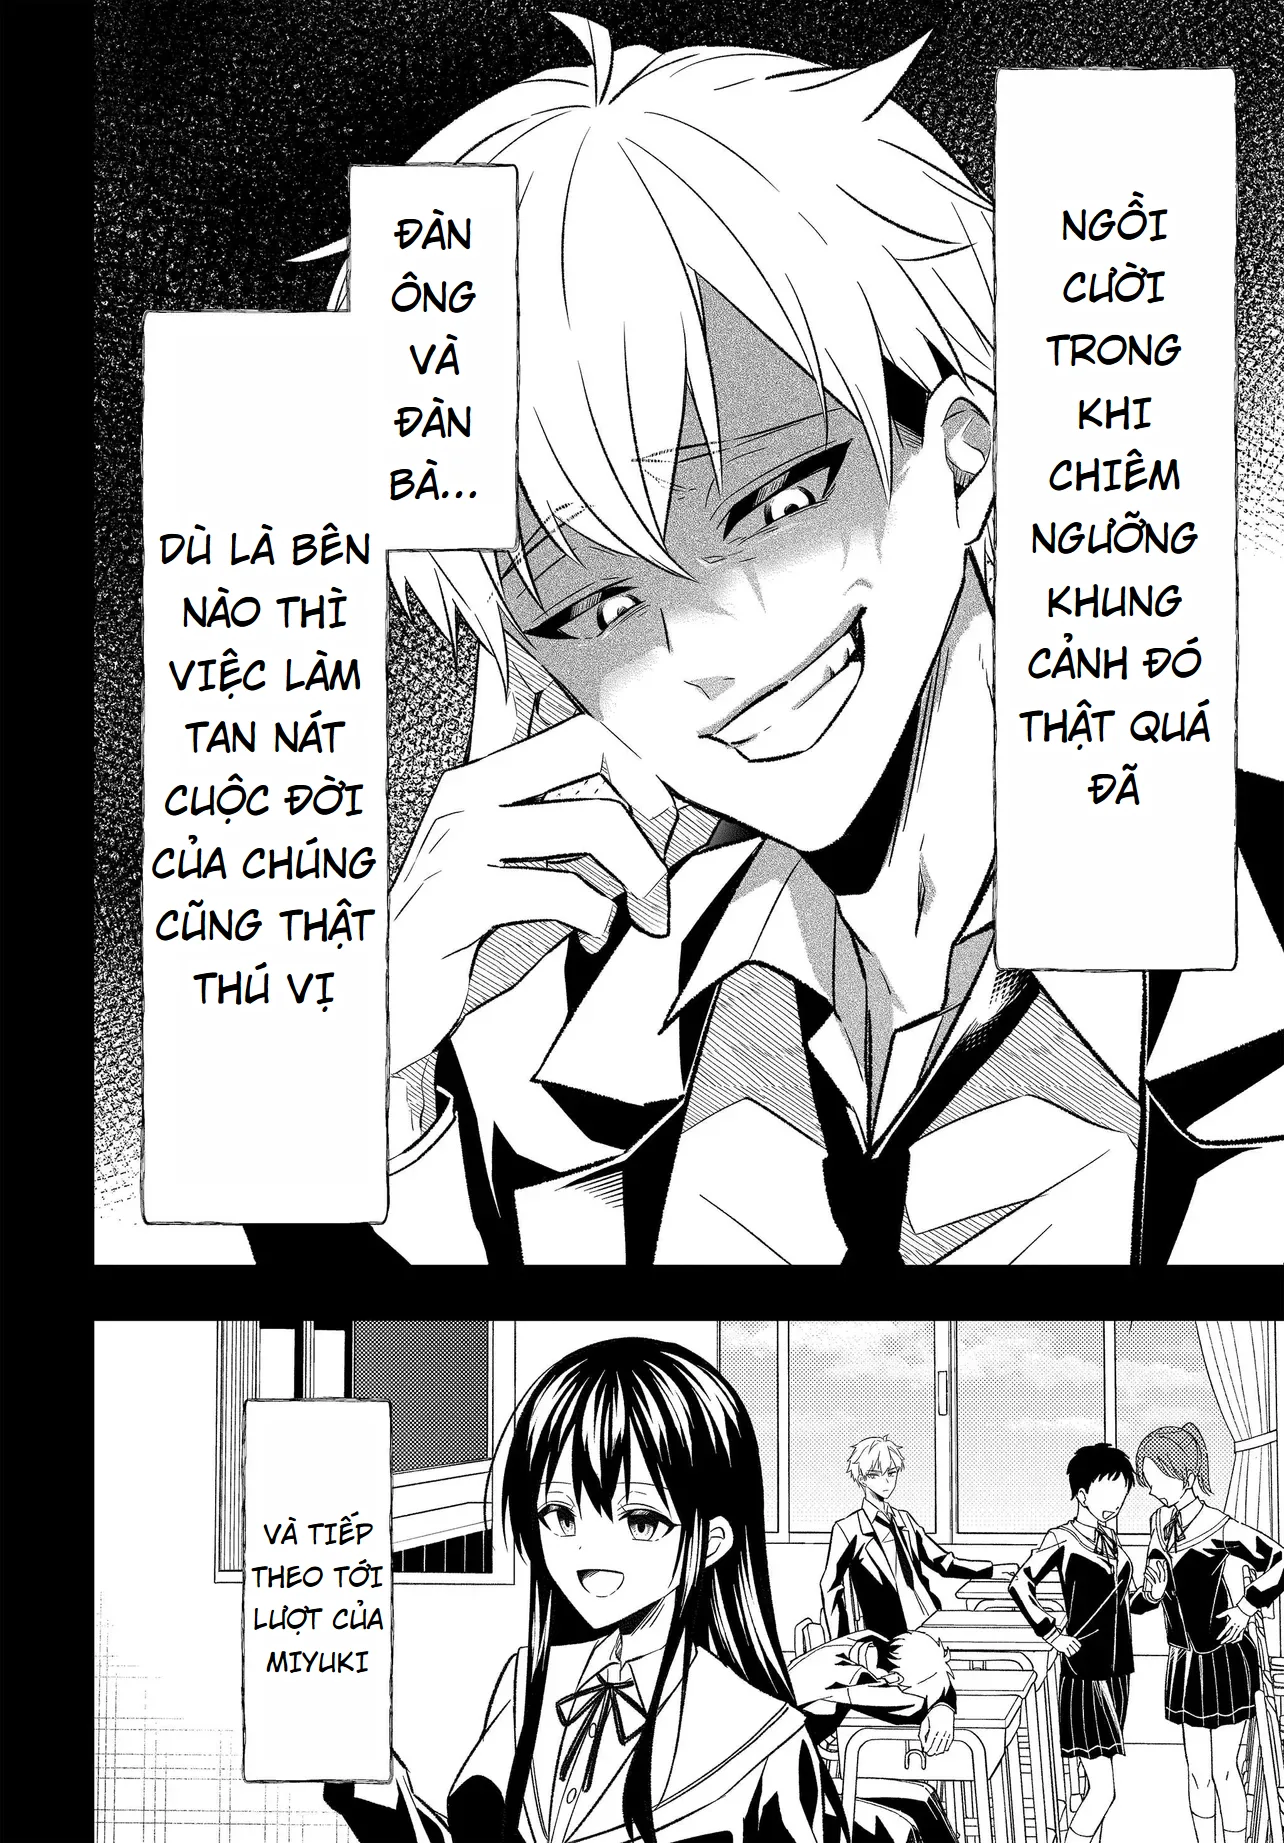 NGỒI
CƯỜI
TRONG
KHI
CHIÊM
NGƯỠNG
KHUNG
CẢNH ĐÓ
THẬT QUÁ
ĐÃ
ĐÀN
ÔNG
VÀ
ĐÀN
BÀ...
DÙ LÀ BÊN
NÀO THÌ
VIỆC LÀM
TAN NÁT
CUỘC ĐỜI
CỦA CHÚNG
CŨNG THẬT
THÚ VỊ
VÀ TIẾP
THEO TỚI
LƯỢT CỦA
MIYUKI